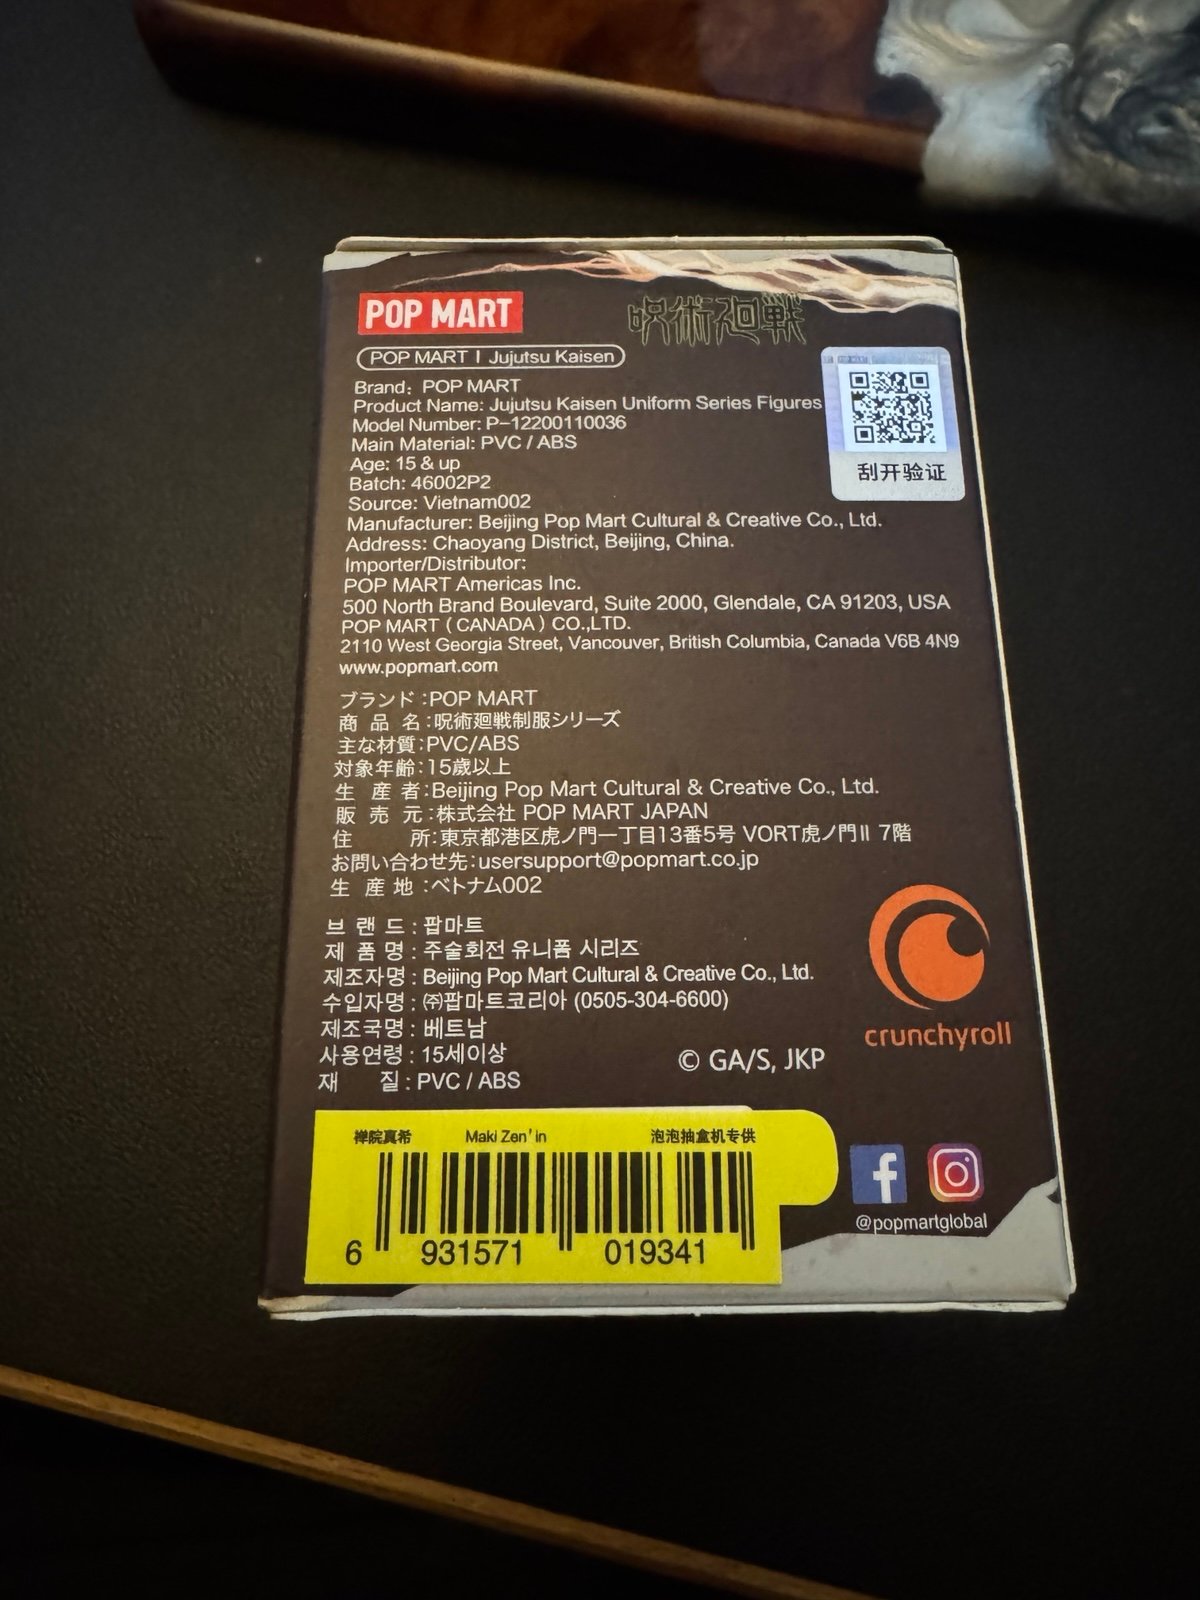 POP MART
呪術廻戦
POP MART | Jujutsu Kaisen
Brand: POP MART
Product Name: Jujutsu Kaisen Uniform Series Figures
Model Number: P-12200110036
Main Material: PVC / ABS
Age: 15 & up
Batch: 46002P2
Source: Vietnam002
Manufacturer: Beijing Pop Mart Cultural & Creative Co., Ltd.
Address: Chaoyang District, Beijing, China.
Importer/Distributor:
POP MART Americas Inc.
500 North Brand Boulevard, Suite 2000, Glendale, CA 91203, USA
POP MART ( CANADA ) CO.,LTD.
2110 West Georgia Street, Vancouver, British Columbia, Canada V6B 4N9
www.popmart.com
POP MART
刮开验证
ブランド:POP MART
商品名:呪術廻戦制服シリーズ
主な材質:PVC/ABS
対象年齢:15歳以上
生産者:Beijing Pop Mart Cultural & Creative Co., Ltd.
販売元:株式会社 POP MART JAPAN
住所:東京都港区虎ノ門一丁目13番5号 VORT虎ノ門Ⅱ 7階
お問い合わせ先:usersupport@popmart.co.jp
生産地:ベトナム002
브랜드 : 팝마트
제품명 : 주술회전 유니폼 시리즈
제조자명 : Beijing Pop Mart Cultural & Creative Co., Ltd.
수입자명 : ㈜팝마트코리아 (0505-304-6600)
제조국명 : 베트남
사용연령 : 15세이상
재질 : PVC / ABS
© GA/S, JKP
crunchyroll
禅院真希 Maki Zen'in 泡泡抽盒机专供
6 931571 019341
@popmartglobal